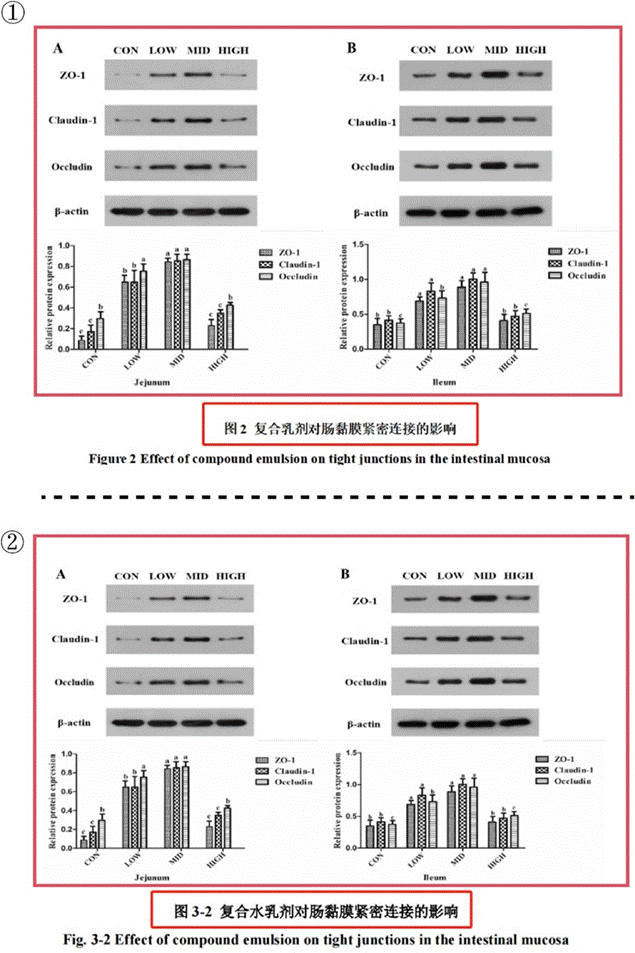 ①
A CON LOW MID HIGH
ZO-1
Claudin-1
Occludin
β-actin
B CON LOW MID HIGH
ZO-1
Claudin-1
Occludin
β-actin
Relative protein expression
1.0
0.8
0.6
0.4
0.2
0.0
c c b
b b a
a a a
c c b
ZO-1
Claudin-1
Occludin
CON LOW MID HIGH
Jejunum
Relative protein expression
1.5
1.0
0.5
0.0
b b b
a a a
a a a
b b c
ZO-1
Claudin-1
Occludin
CON LOW MID HIGH
Ileum
图2 复合乳剂对肠黏膜紧密连接的影响
Figure 2 Effect of compound emulsion on tight junctions in the intestinal mucosa
②
A CON LOW MID HIGH
ZO-1
Claudin-1
Occludin
β-actin
B CON LOW MID HIGH
ZO-1
Claudin-1
Occludin
β-actin
Relative protein expression
1.0
0.8
0.6
0.4
0.2
0.0
c c b
b b a
a a a
c c b
ZO-1
Claudin-1
Occludin
CON LOW MID HIGH
Jejunum
Relative protein expression
1.5
1.0
0.5
0.0
b b b
a a a
a a a
b b c
ZO-1
Claudin-1
Occludin
CON LOW MID HIGH
Ileum
图 3-2 复合水乳剂对肠黏膜紧密连接的影响
Fig. 3-2 Effect of compound emulsion on tight junctions in the intestinal mucosa